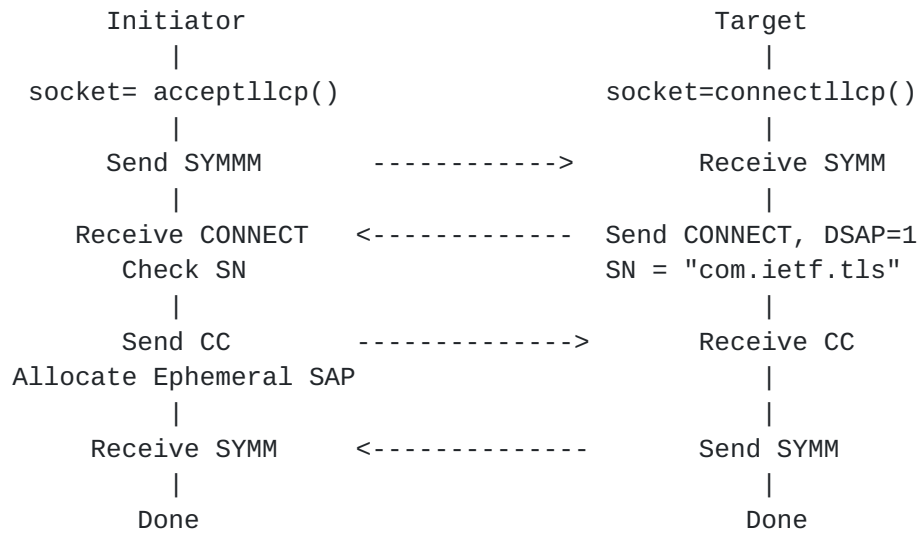 Initiator                              Target
|                                      |
socket= acceptllcp()                 socket=connectllcp()
|                                      |
Send SYMMM        ------------>        Receive SYMM
|                                      |
Receive CONNECT   <-------------  Send CONNECT, DSAP=1
Check SN                       SN = "com.ietf.tls"
|                                      |
Send CC        -------------->       Receive CC
Allocate Ephemeral SAP                           |
|                                      |
Receive SYMM     <--------------       Send SYMM
|                                      |
Done                                   Done